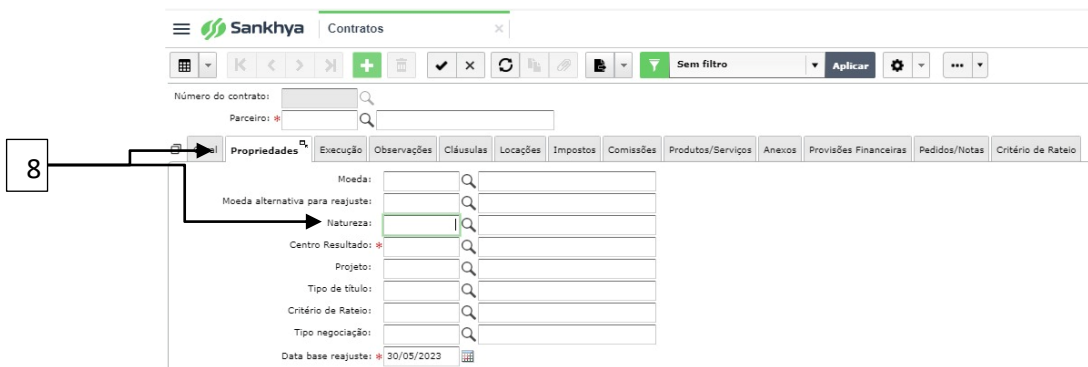 Sankhya Contratos
Sem filtro Aplicar
Número do contrato:
Parceiro: *
8
Propriedades Execução Observações Cláusulas Locações Impostos Comissões Produtos/Serviços Anexos Provisões Financeiras Pedidos/Notas Critério de Rateio
Moeda:
Moeda alternativa para reajuste:
Natureza:
Centro Resultado: *
Projeto:
Tipo de título:
Critério de Rateio:
Tipo negociação:
Data base reajuste: * 30/05/2023